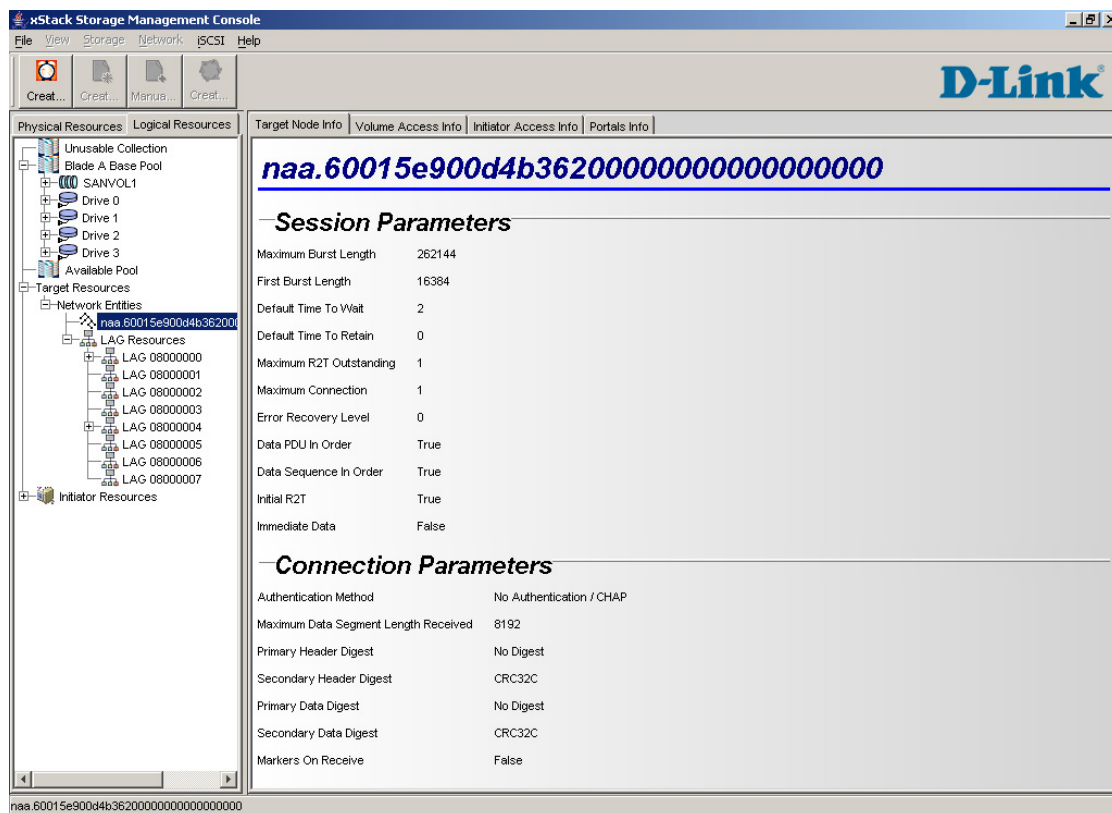 xStack Storage Management Console
File View Storage Network iSCSI Help
Creat... Creat... Manua... Creat...
D-Link
Physical Resources Logical Resources
Unusable Collection
Blade A Base Pool
SANVOL1
Drive 0
Drive 1
Drive 2
Drive 3
Available Pool
Target Resources
Network Entities
naa.60015e900d4b36200
LAG Resources
LAG 08000000
LAG 08000001
LAG 08000002
LAG 08000003
LAG 08000004
LAG 08000005
LAG 08000006
LAG 08000007
Initiator Resources
Target Node Info Volume Access Info Initiator Access Info Portals Info
naa.60015e900d4b36200000000000000000
Session Parameters
Maximum Burst Length 262144
First Burst Length 16384
Default Time To Wait 2
Default Time To Retain 0
Maximum R2T Outstanding 1
Maximum Connection 1
Error Recovery Level 0
Data PDU In Order True
Data Sequence In Order True
Initial R2T True
Immediate Data False
Connection Parameters
Authentication Method No Authentication / CHAP
Maximum Data Segment Length Received 8192
Primary Header Digest No Digest
Secondary Header Digest CRC32C
Primary Data Digest No Digest
Secondary Data Digest CRC32C
Markers On Receive False
naa.60015e900d4b36200000000000000000